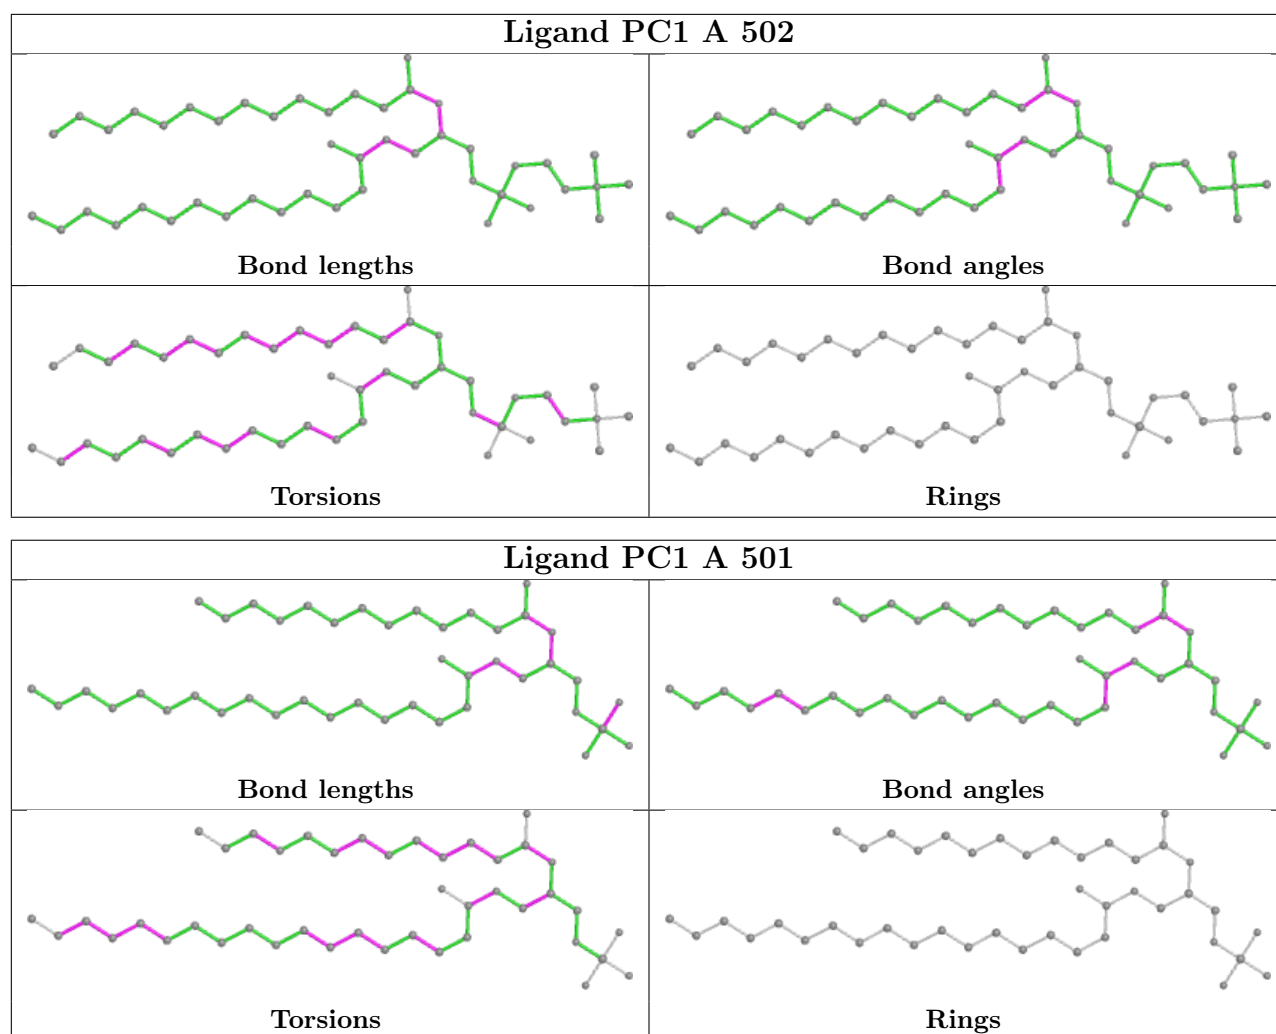 Ligand PC1 A 502
Bond lengths
Bond angles
Torsions
Rings
Ligand PC1 A 501
Bond lengths
Bond angles
Torsions
Rings